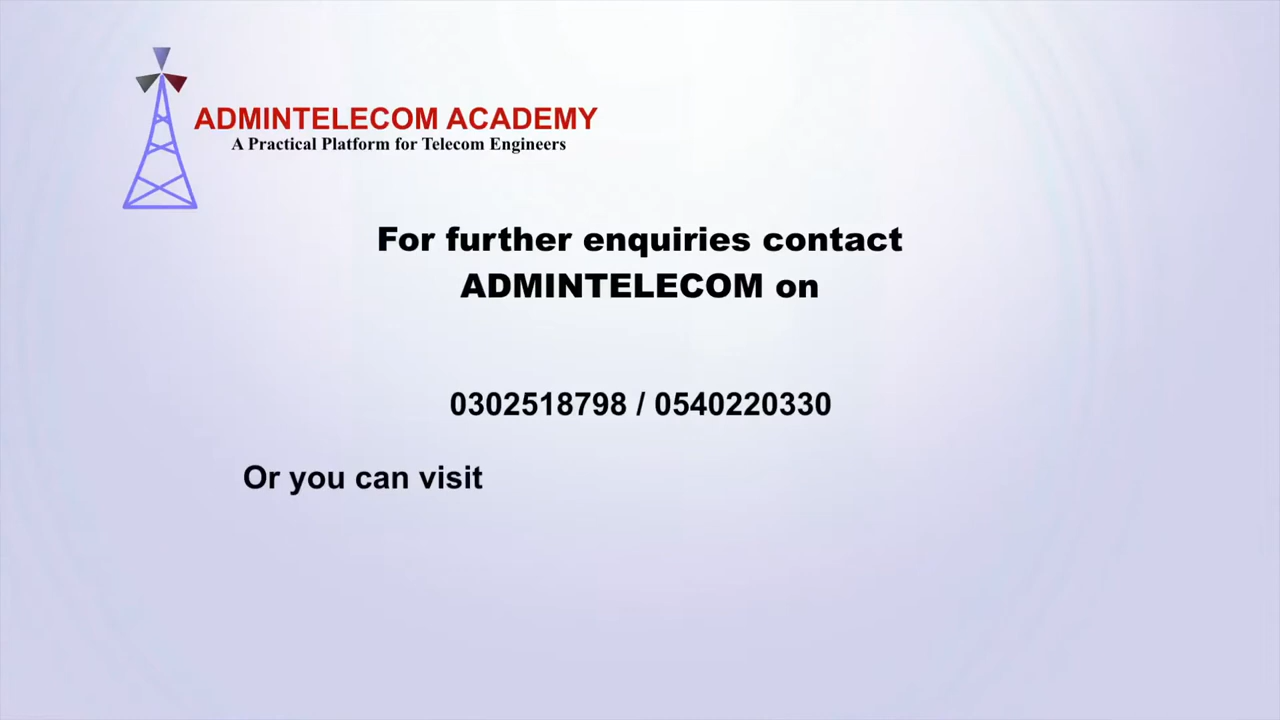 ADMINTELECOM ACADEMY
A Practical Platform for Telecom Engineers
For further enquiries contact
ADMINTELECOM on
0302518798 / 0540220330
Or you can visit